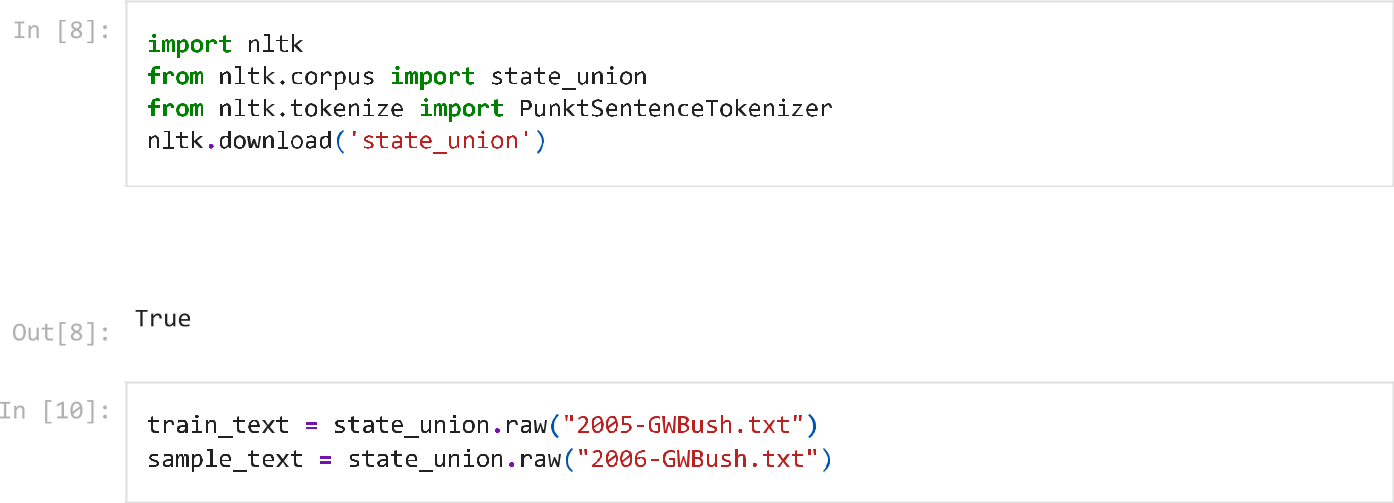 In [8]:
import nltk
from nltk.corpus import state_union
from nltk.tokenize import PunktSentenceTokenizer
nltk.download('state_union')
True
Out[8]:
In [10]:
train_text = state_union.raw("2005-GWBush.txt")
sample_text = state_union.raw("2006-GWBush.txt")